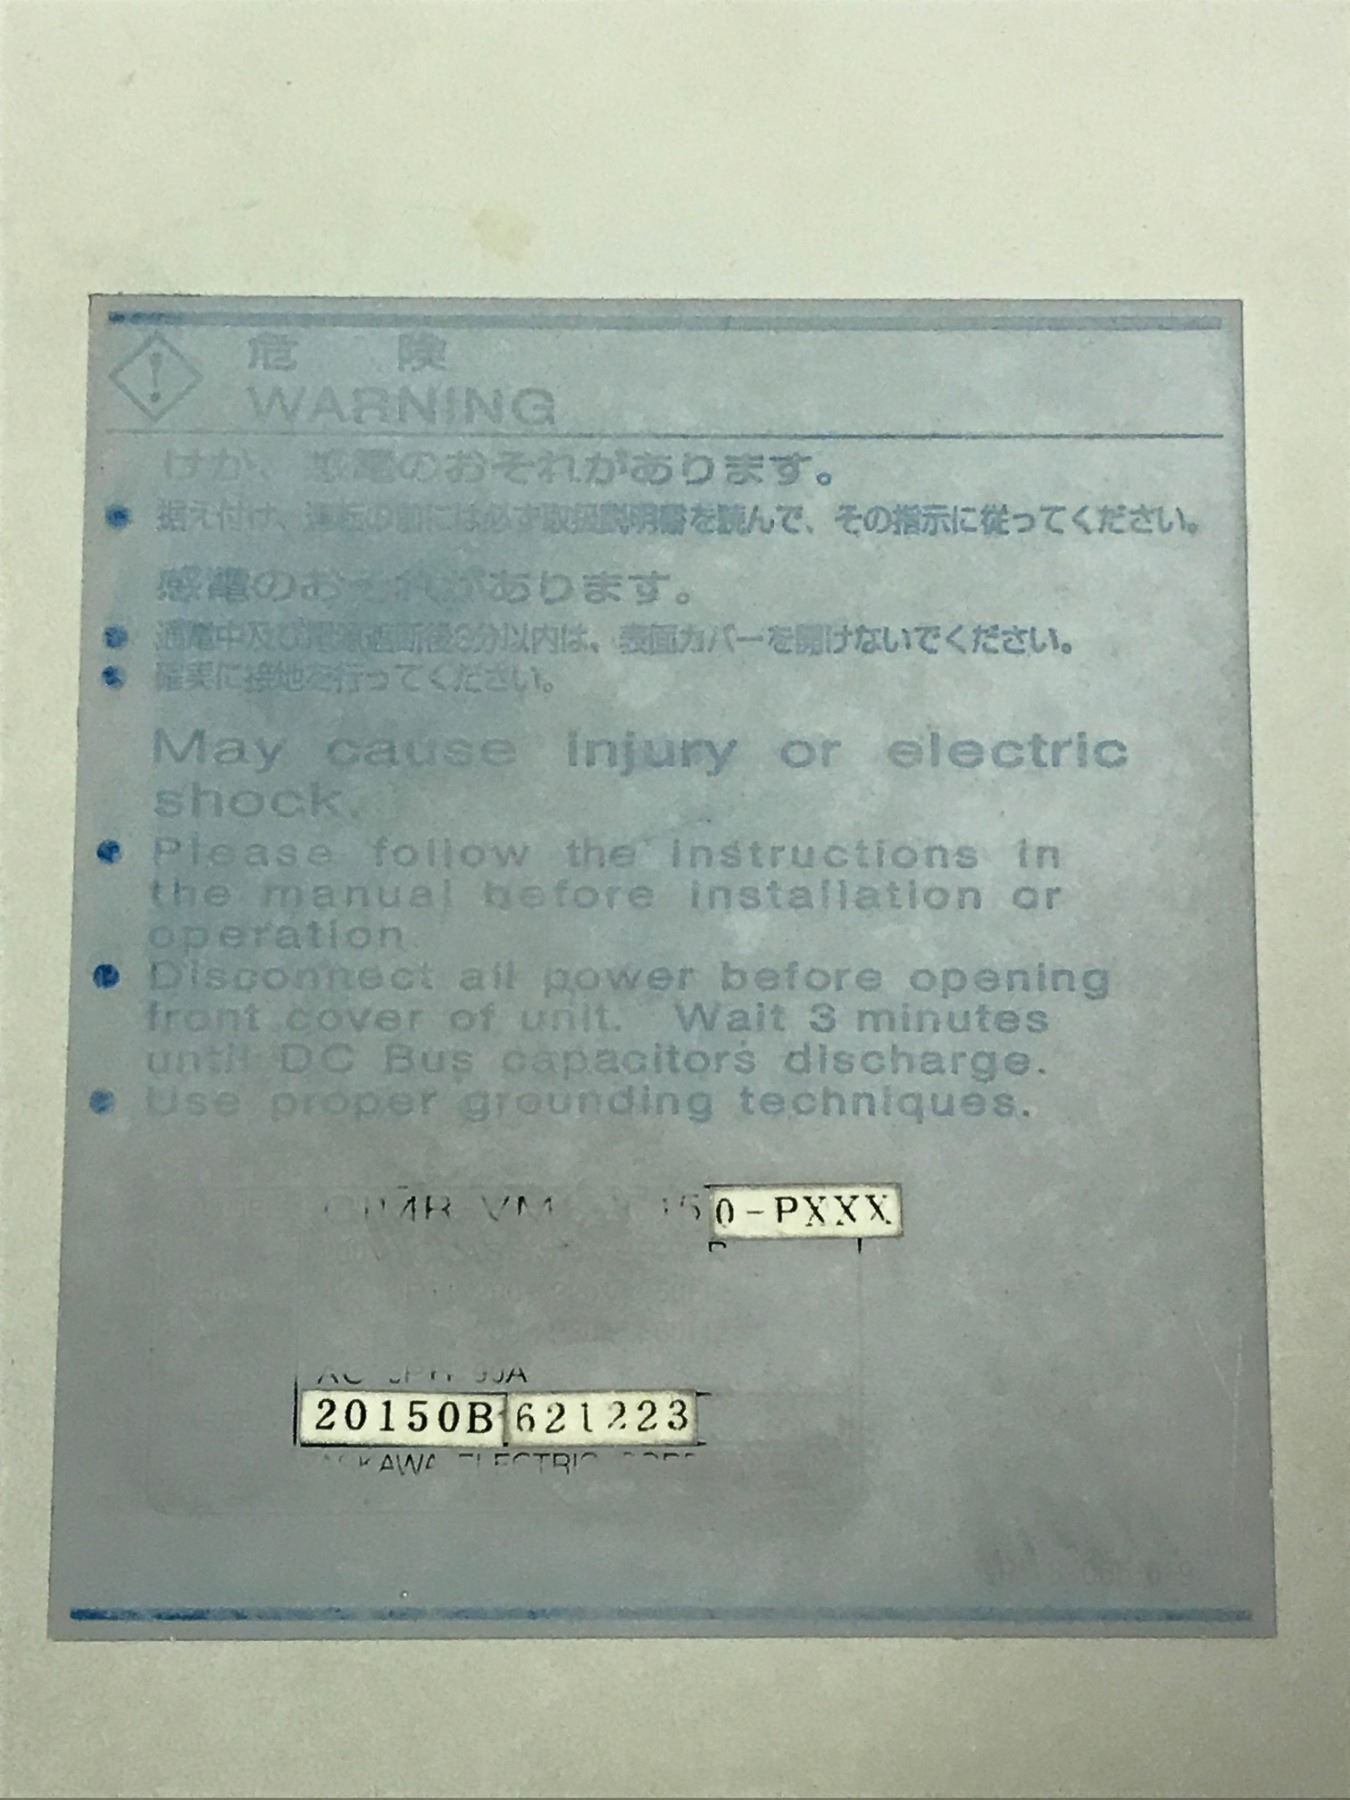 危 険
WARNING
けが、感電のおそれがあります。
据え付け、運転の前には必ず取扱説明書を読んで、その指示に従ってください。
感電のおそれがあります。
通電中及び電源遮断後3分以内は、表面カバーを開けないでください。
確実に接地を行ってください。
May cause injury or electric
shock.
Please follow the instructions in
the manual before installation or
operation
Disconnect all power before opening
front cover of unit. Wait 3 minutes
until DC Bus capacitors discharge.
Use proper grounding techniques.
0-PXXX
20150B 621223